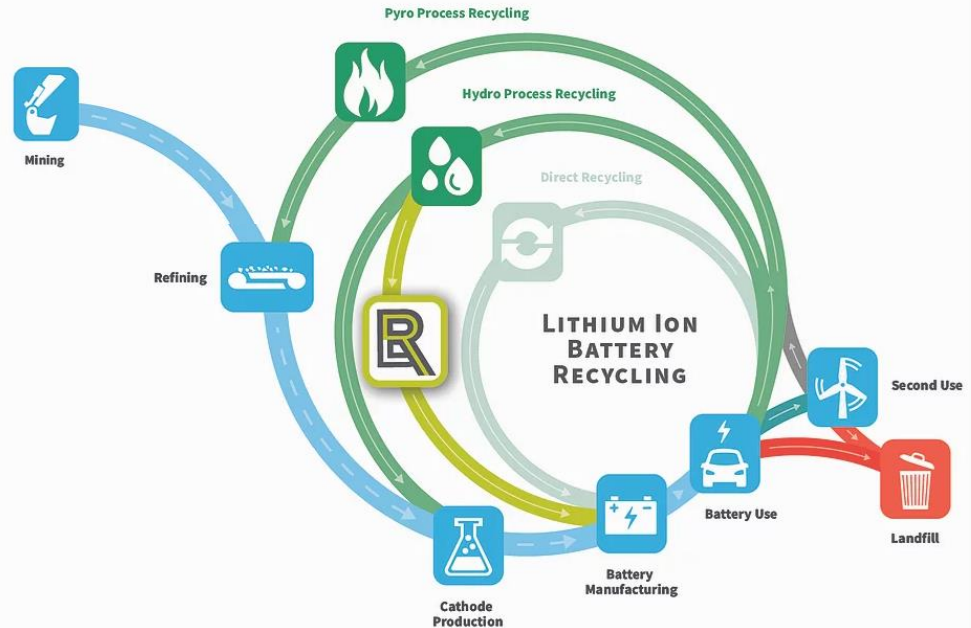 Pyro Process Recycling
Hydro Process Recycling
Mining
Direct Recycling
Refining
LITHIUM ION
BATTERY
RECYCLING
Second Use
Battery Use
Landfill
Battery
Manufacturing
Cathode
Production